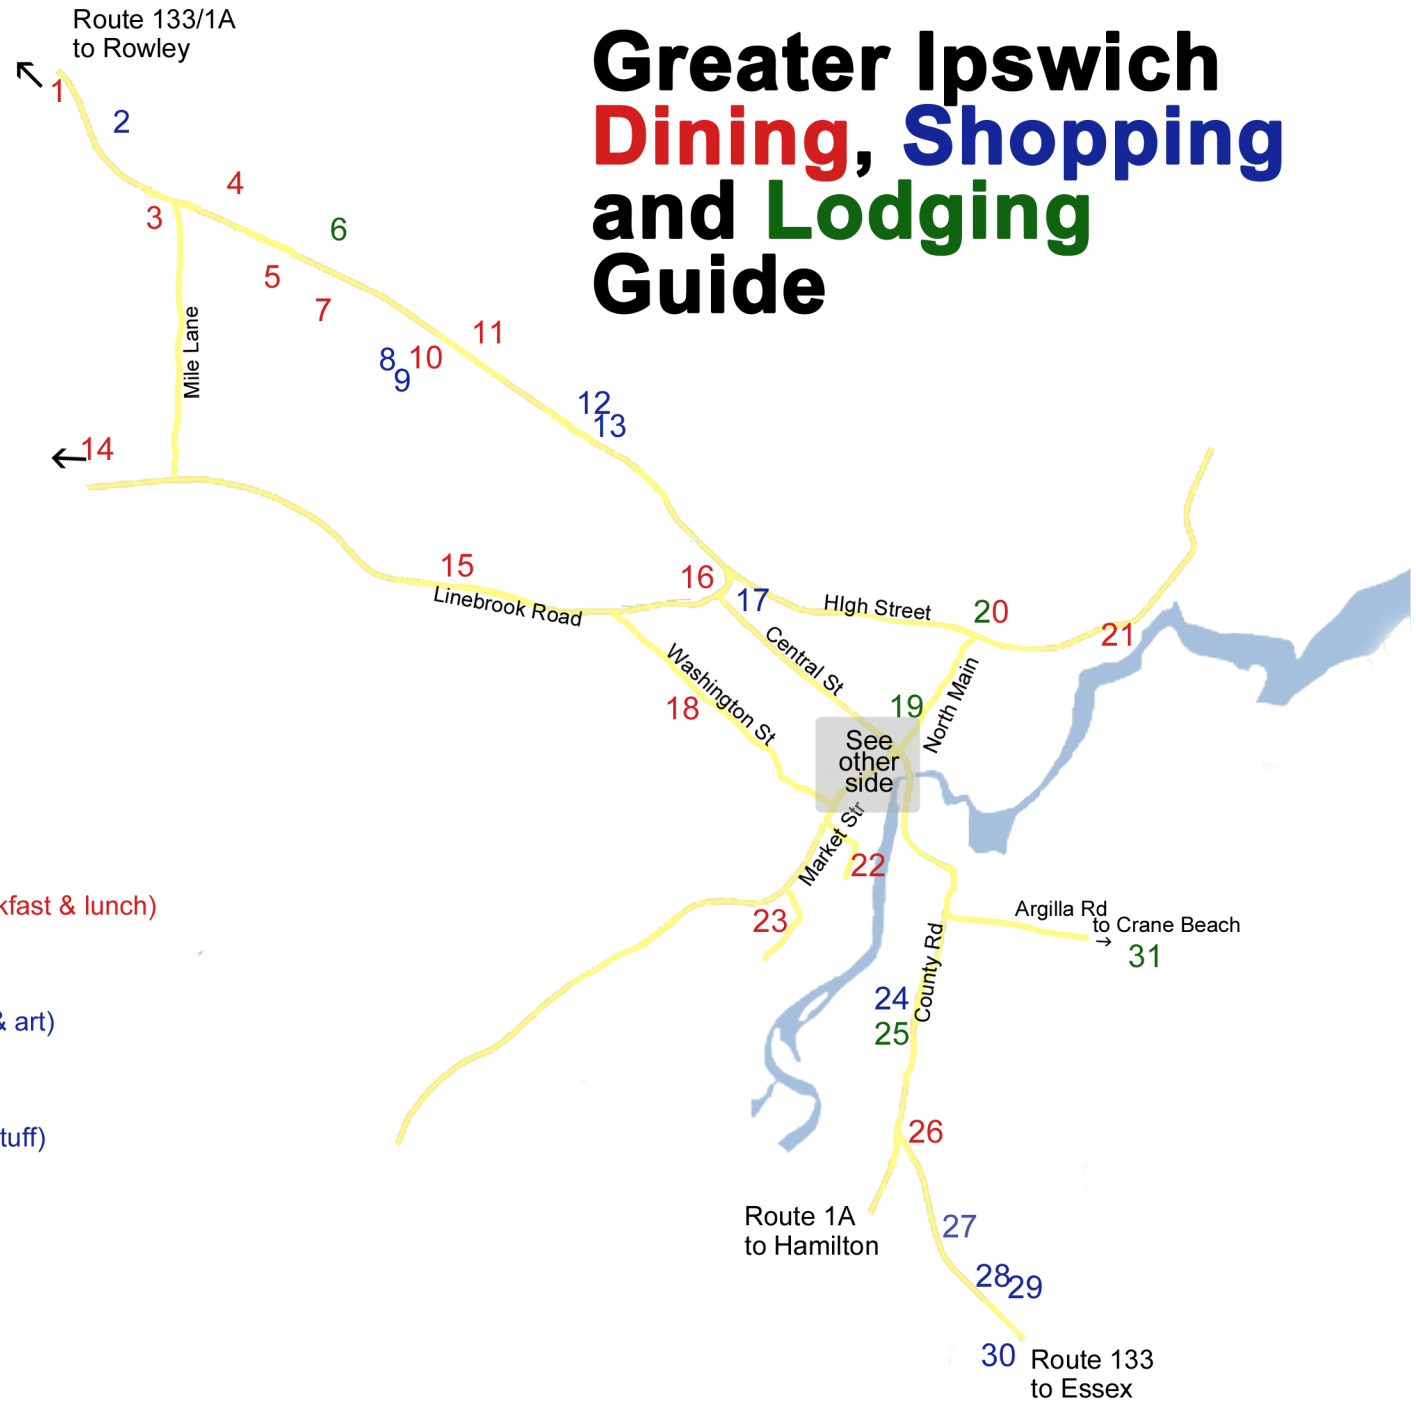 Route 133/1A
to Rowley
Greater Ipswich
Dining, Shopping
and Lodging
Guide
1
2
4
3
6
5
7
11
8
10
9
12
13
Mile Lane
14
15
16
Linebrook Road
17
HIgh Street
20
21
Central St
Washington St
18
19
North Main
See
other
side
Market Str
22
kfast & lunch)
23
Argilla Rd
to Crane Beach
→
31
County Rd
24
& art)
25
26
tuff)
Route 1A
to Hamilton
27
28
29
30
Route 133
to Essex